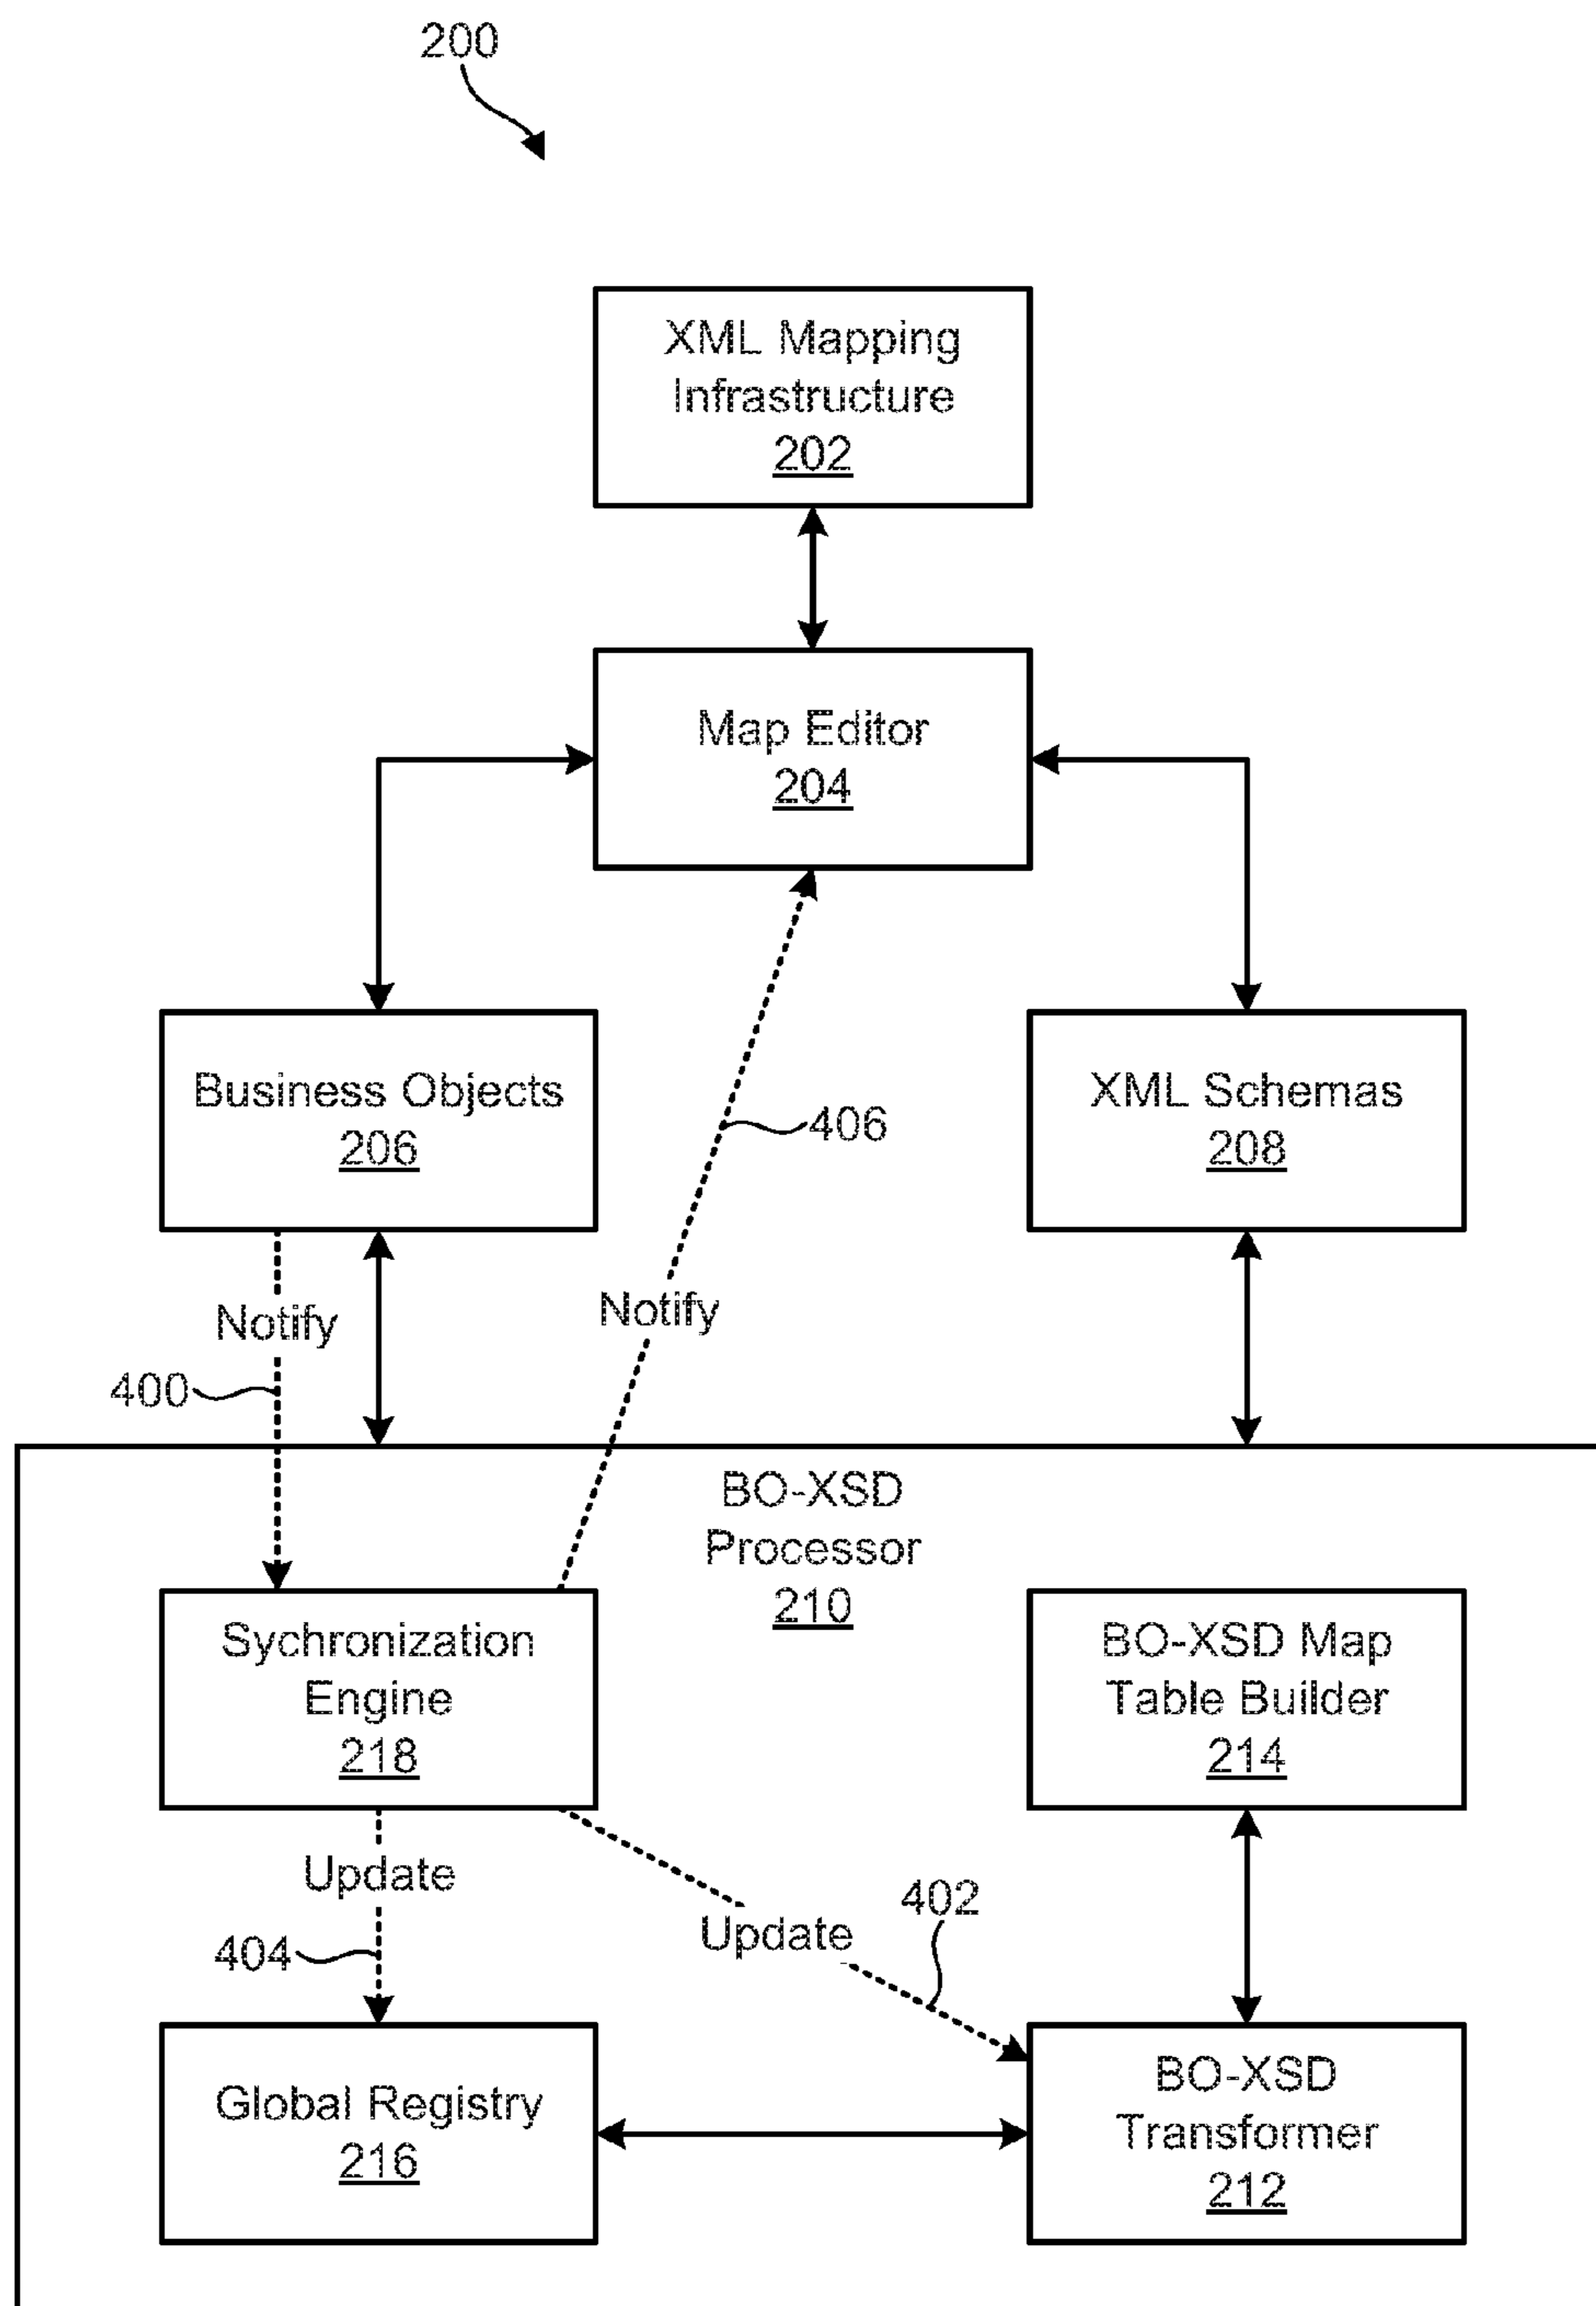 200
XML Mapping
Infrastructure
202
Map Editor
204
Business Objects
206
XML Schemas
208
406
Notify
Notify
400
BO-XSD
Processor
210
Sychronization
Engine
218
BO-XSD Map
Table Builder
214
Update
402
Update
404
Global Registry
216
BO-XSD
Transformer
212